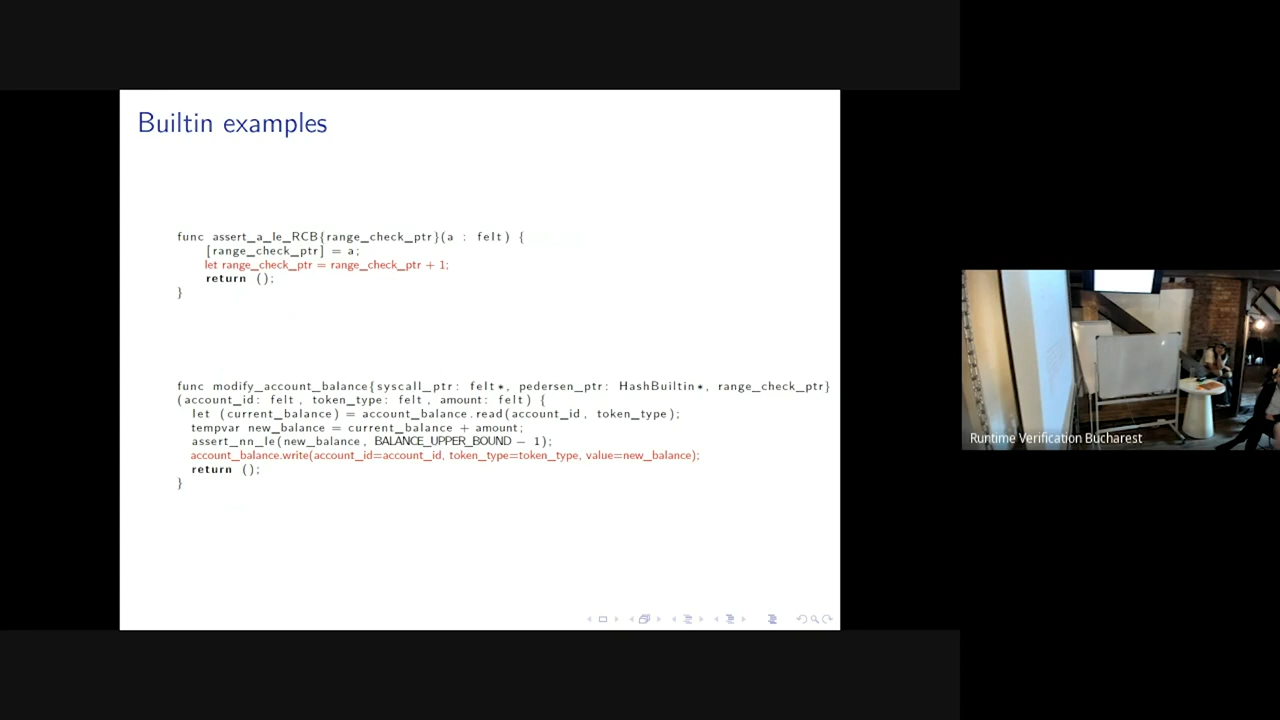 Builtin examples
func assert_a_le_RCB{range_check_ptr}(a : felt) {
[range_check_ptr] = a;
let range_check_ptr = range_check_ptr + 1;
return ();
}
func modify_account_balance{syscall_ptr: felt*, pedersen_ptr: HashBuiltin*, range_check_ptr}
(account_id: felt, token_type: felt, amount: felt) {
let (current_balance) = account_balance.read(account_id, token_type);
tempvar new_balance = current_balance + amount;
assert_nn_le(new_balance, BALANCE_UPPER_BOUND − 1);
account_balance.write(account_id=account_id, token_type=token_type, value=new_balance);
return ();
}
Runtime Verification Bucharest